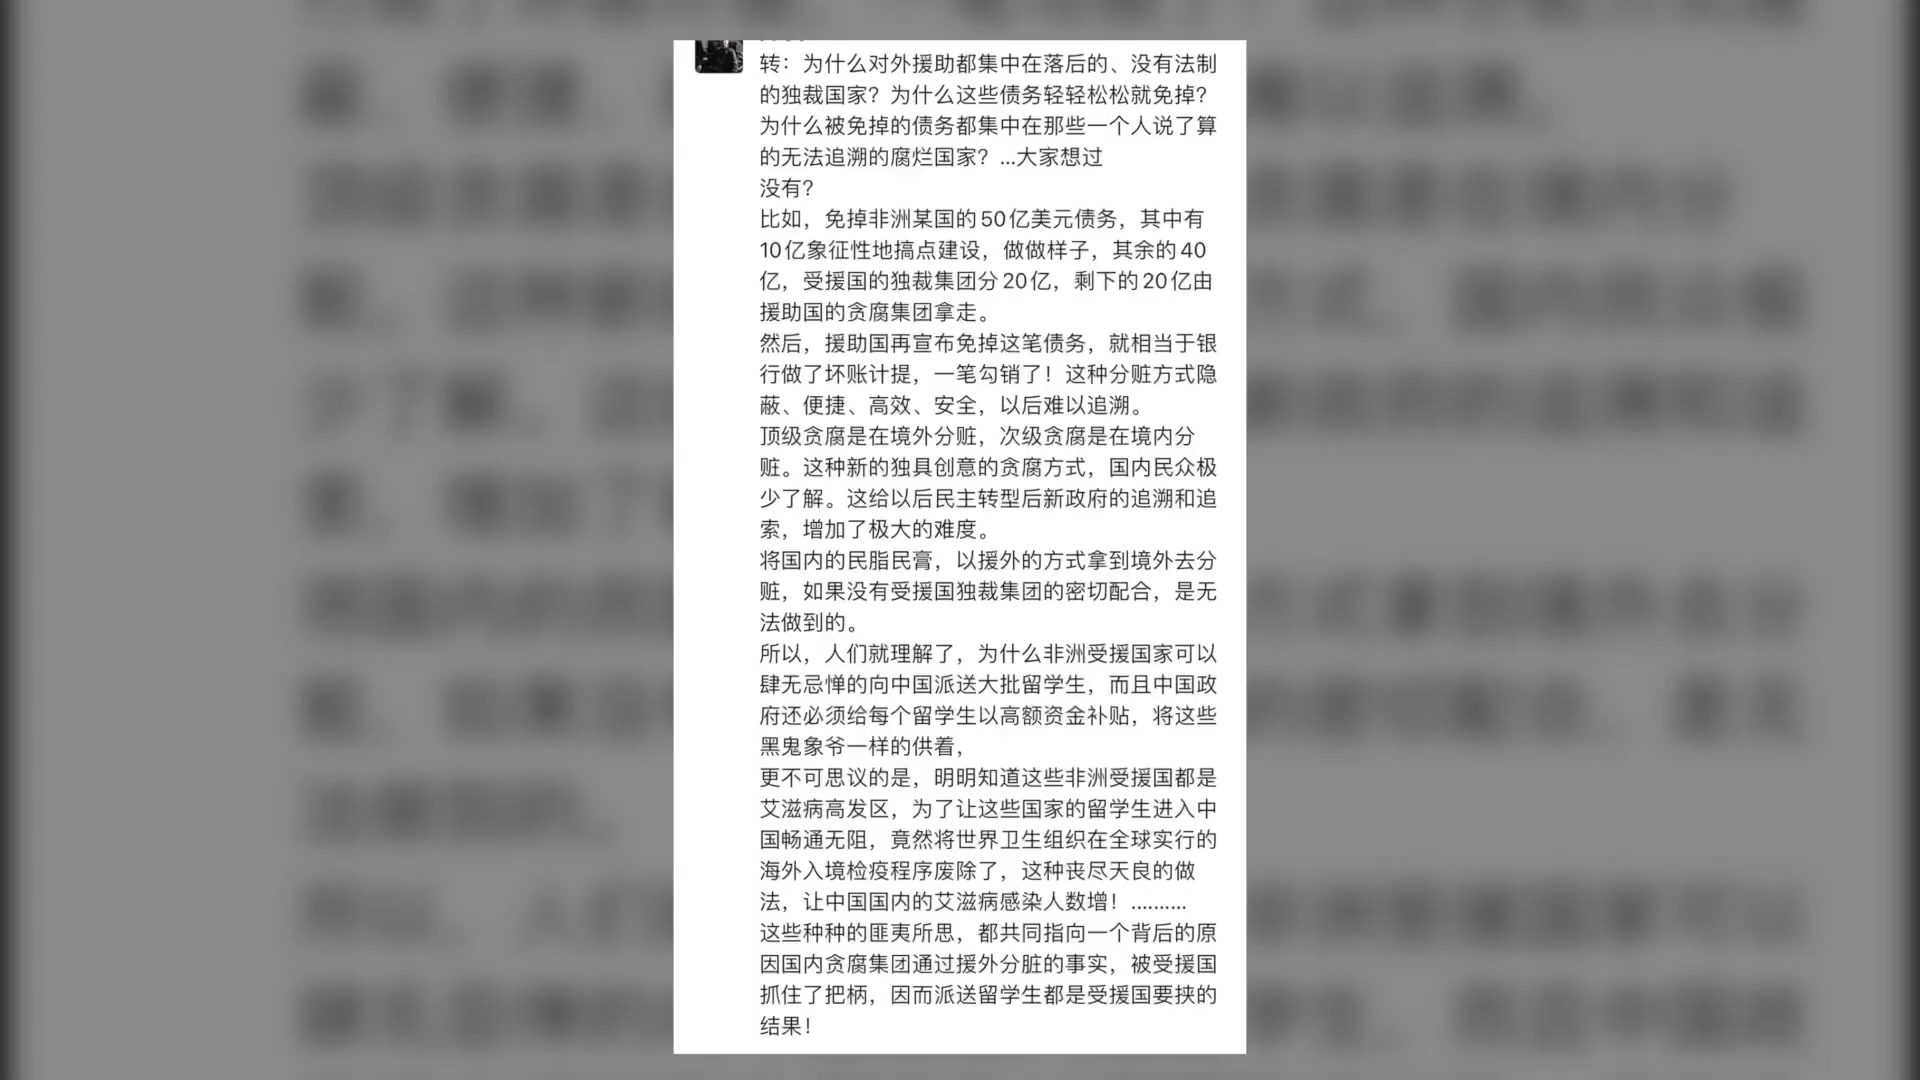 转：为什么对外援助都集中在落后的、没有法制
的独裁国家？为什么这些债务轻轻松松就免掉？
为什么被免掉的债务都集中在那些一个人说了算
的无法追溯的腐烂国家？...大家想过
没有？
比如，免掉非洲某国的50亿美元债务，其中有
10亿象征性地搞点建设，做做样子，其余的40
亿，受援国的独裁集团分20亿，剩下的20亿由
援助国的贪腐集团拿走。
然后，援助国再宣布免掉这笔债务，就相当于银
行做了坏账计提，一笔勾销了！这种分赃方式隐
蔽、便捷、高效、安全，以后难以追溯。
顶级贪腐是在境外分赃，次级贪腐是在境内分
赃。这种新的独具创意的贪腐方式，国内民众极
少了解。这给以后民主转型后新政府的追溯和追
索，增加了极大的难度。
将国内的民脂民膏，以援外的方式拿到境外去分
赃，如果没有受援国独裁集团的密切配合，是无
法做到的。
所以，人们就理解了，为什么非洲受援国家可以
肆无忌惮的向中国派送大批留学生，而且中国政
府还必须给每个留学生以高额资金补贴，将这些
黑鬼象爷一样的供着，
更不可思议的是，明明知道这些非洲受援国都是
艾滋病高发区，为了让这些国家的留学生进入中
国畅通无阻，竟然将世界卫生组织在全球实行的
海外入境检疫程序废除了，这种丧尽天良的做
法，让中国国内的艾滋病感染人数增！..........
这些种种的匪夷所思，都共同指向一个背后的原
因国内贪腐集团通过援外分脏的事实，被受援国
抓住了把柄，因而派送留学生都是受援国要挟的
结果！